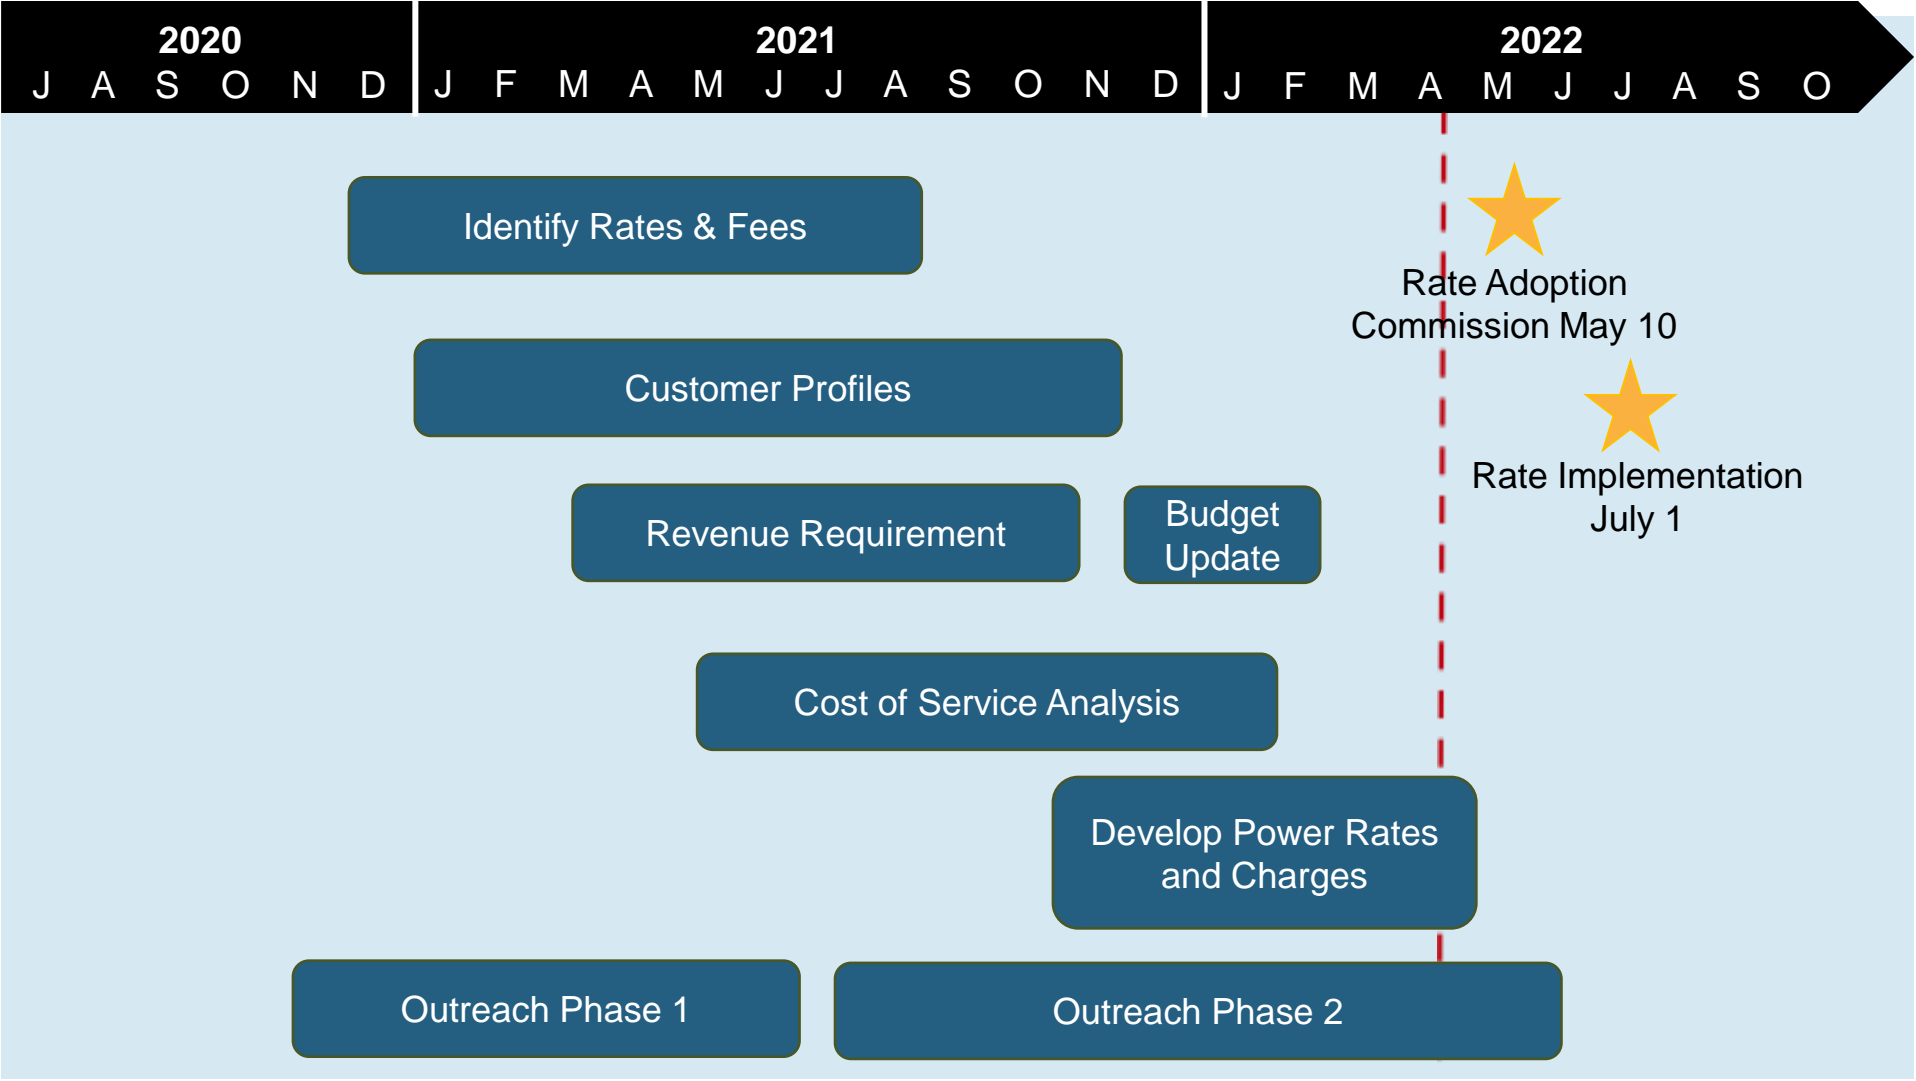 2020
2021
2022
J A S O N D J F M A M J J A S O N D J F M A M J J A S O
Identify Rates & Fees
Rate Adoption
Commission May 10
Customer Profiles
Rate Implementation
July 1
Revenue Requirement
Budget
Update
Cost of Service Analysis
Develop Power Rates
and Charges
Outreach Phase 1
Outreach Phase 2